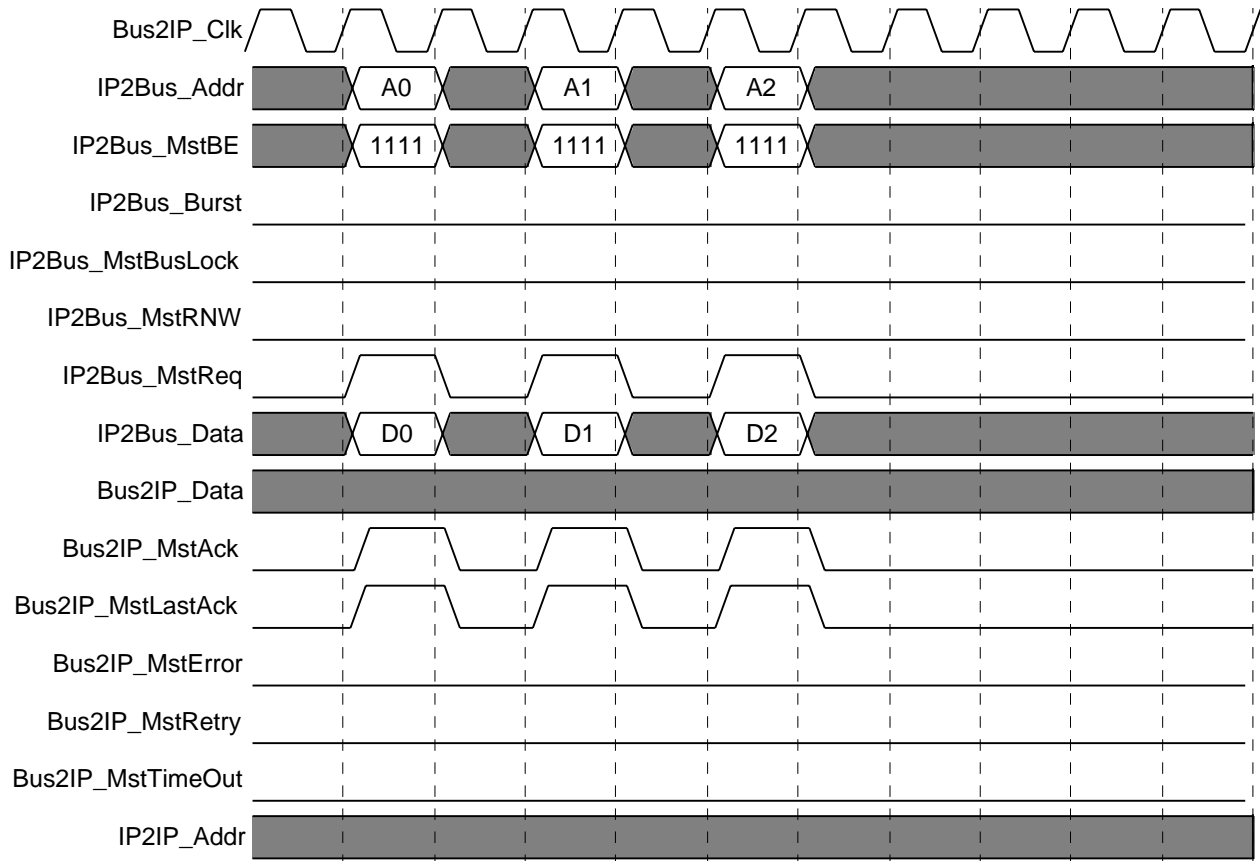 Bus2IP_Clk
IP2Bus_Addr A0 A1 A2
IP2Bus_MstBE 1111 1111 1111
IP2Bus_Burst
IP2Bus_MstBusLock
IP2Bus_MstRNW
IP2Bus_MstReq
IP2Bus_Data D0 D1 D2
Bus2IP_Data
Bus2IP_MstAck
Bus2IP_MstLastAck
Bus2IP_MstError
Bus2IP_MstRetry
Bus2IP_MstTimeOut
IP2IP_Addr